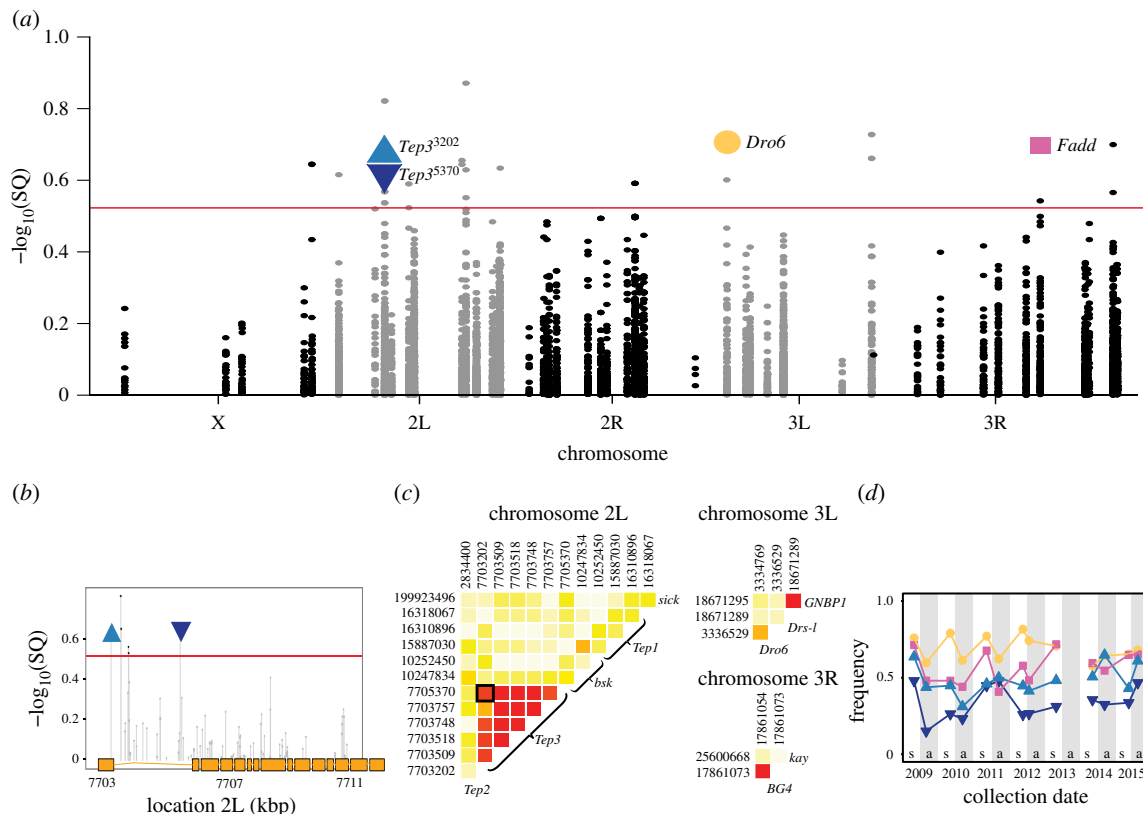 (a)
1.0
0.8
0.6
0.4
0.2
0
–log10(SQ)
Tep3^3202
Tep3^5370
Dro6
Fadd
X 2L 2R 3L 3R
chromosome
(b)
0.6
0.4
0.2
0
–log10(SQ)
7703 7707 7711
location 2L (kbp)
(c)
chromosome 2L
2834400
7703202
7703509
7703518
7703748
7703757
7705370
10247834
10252450
15887030
16310896
16318067
199923496
16318067
16310896
15887030
10252450
10247834
7705370
7703757
7703748
7703518
7703509
7703202
sick
Tep1
bsk
Tep3
Tep2
chromosome 3L
3334769
3336529
18671289
18671295
18671289
3336529
GNBP1
Drs-l
Dro6
chromosome 3R
17861054
17861073
25600668
17861073
kay
BG4
(d)
1.0
0.5
0
frequency
s a s a s a s a s a s a s a
2009 2010 2011 2012 2013 2014 2015
collection date